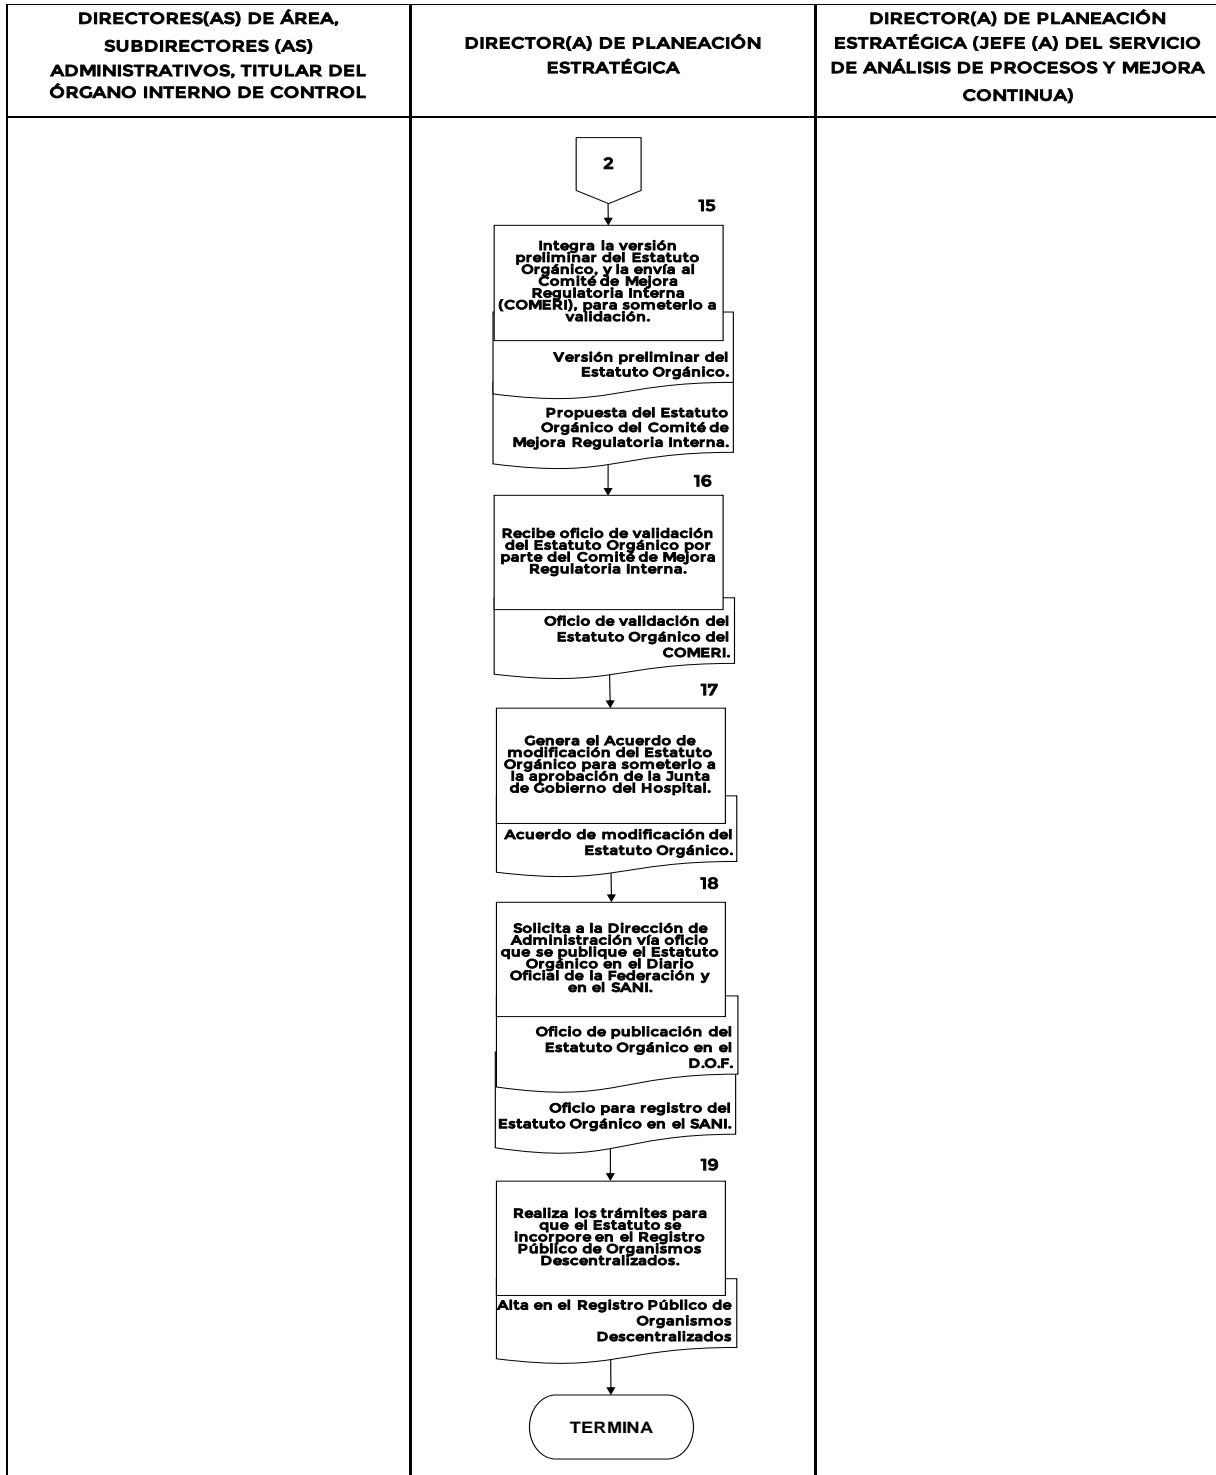 DIRECTORES(AS) DE ÁREA,
SUBDIRECTORES (AS)
ADMINISTRATIVOS, TITULAR DEL
ÓRGANO INTERNO DE CONTROL
DIRECTOR(A) DE PLANEACIÓN
ESTRATÉGICA
DIRECTOR(A) DE PLANEACIÓN
ESTRATÉGICA (JEFE (A) DEL SERVICIO
DE ANÁLISIS DE PROCESOS Y MEJORA
CONTINUA)
2
15
Integra la versión
preliminar del Estatuto
Orgánico, y la envía al
Comité de Mejora
Regulatoria Interna
(COMERI), para someterlo a
validación.
Versión preliminar del
Estatuto Orgánico.
Propuesta del Estatuto
Orgánico del Comité de
Mejora Regulatoria Interna.
16
Recibe oficio de validación
del Estatuto Orgánico por
parte del Comité de Mejora
Regulatoria Interna.
Oficio de validación del
Estatuto Orgánico del
COMERI.
17
Genera el Acuerdo de
modificación del Estatuto
Orgánico para someterlo a
la aprobación de la Junta
de Gobierno del Hospital.
Acuerdo de modificación del
Estatuto Orgánico.
18
Solicita a la Dirección de
Administración vía oficio
que se publique el Estatuto
Orgánico en el Diario
Oficial de la Federación y
en el SANI.
Oficio de publicación del
Estatuto Orgánico en el
D.O.F.
Oficio para registro del
Estatuto Orgánico en el SANI.
19
Realiza los trámites para
que el Estatuto se
incorpore en el Registro
Público de Organismos
Descentralizados.
Alta en el Registro Público de
Organismos
Descentralizados
TERMINA